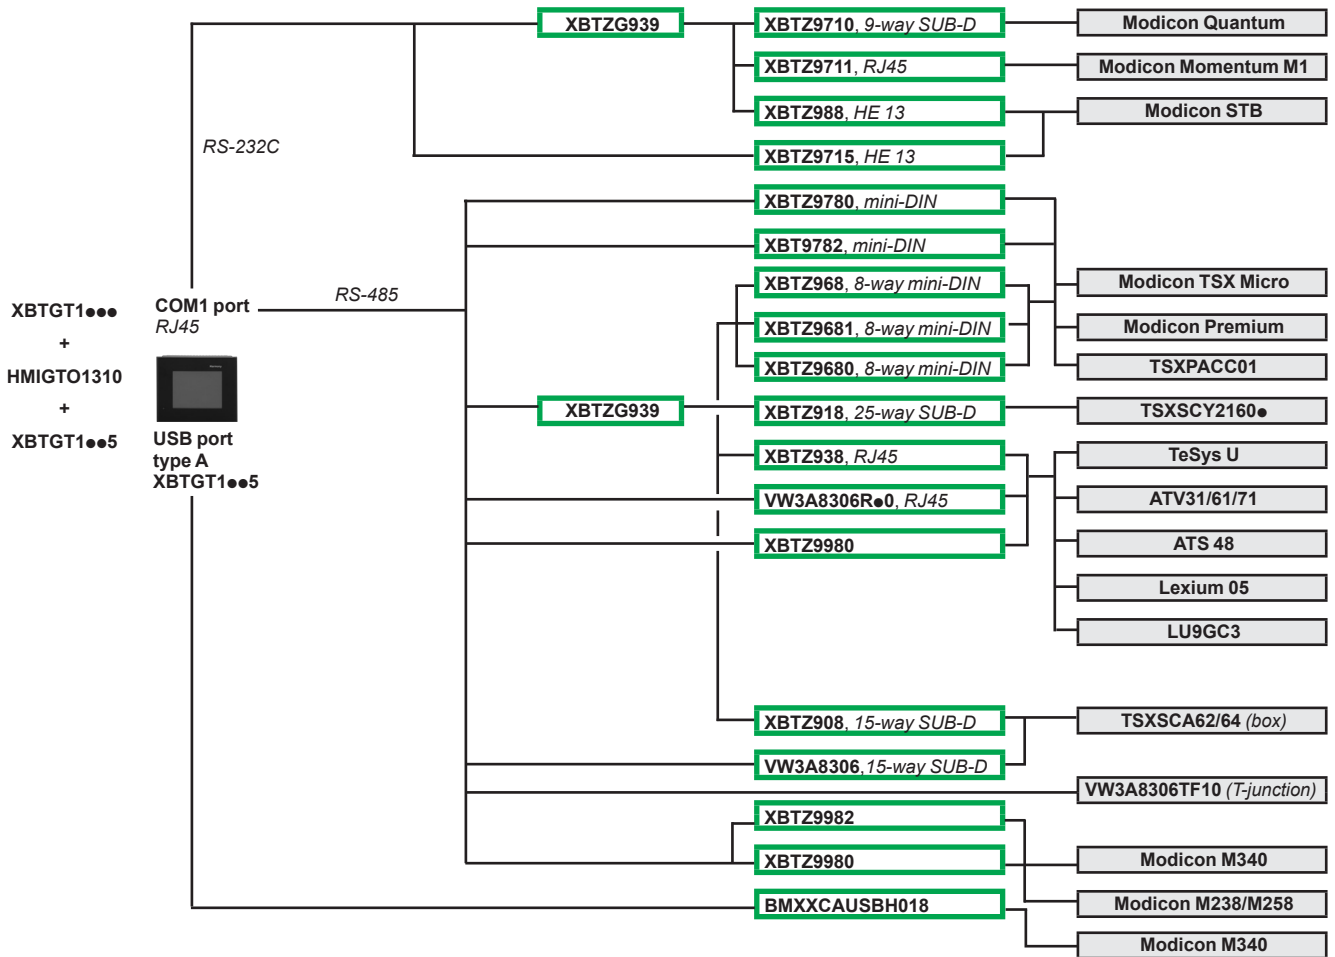 XBTZG939
XBTZ9710, 9-way SUB-D
Modicon Quantum
XBTZ9711, RJ45
Modicon Momentum M1
XBTZ988, HE 13
Modicon STB
RS-232C
XBTZ9715, HE 13
XBTZ9780, mini-DIN
XBT9782, mini-DIN
XBTZ968, 8-way mini-DIN
Modicon TSX Micro
XBTGT1●●●
COM1 port
RJ45
RS-485
XBTZ9681, 8-way mini-DIN
Modicon Premium
+
XBTZ9680, 8-way mini-DIN
TSXPACC01
HMIGTO1310
+
XBTZG939
XBTZ918, 25-way SUB-D
TSXSCY2160●
XBTGT1●●5
USB port
type A
XBTGT1●●5
XBTZ938, RJ45
TeSys U
VW3A8306R●0, RJ45
ATV31/61/71
XBTZ9980
ATS 48
Lexium 05
LU9GC3
XBTZ908, 15-way SUB-D
TSXSCA62/64 (box)
VW3A8306,15-way SUB-D
VW3A8306TF10 (T-junction)
XBTZ9982
XBTZ9980
Modicon M340
BMXXCAUSBH018
Modicon M238/M258
Modicon M340